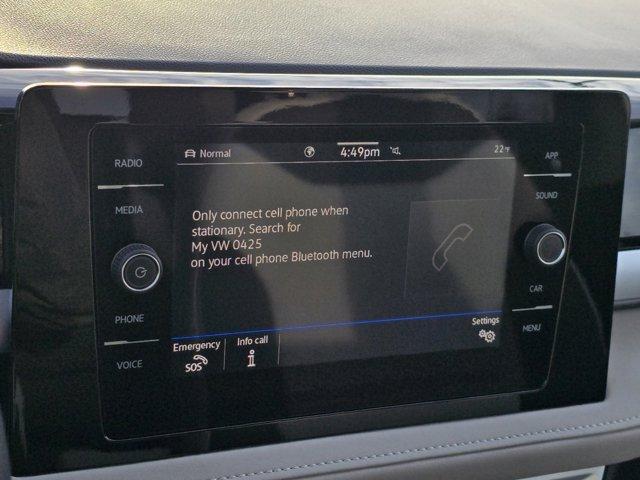 RADIO
MEDIA
PHONE
VOICE
Normal
4:49pm
22°F
Only connect cell phone when
stationary. Search for
My VW 0425
on your cell phone Bluetooth menu.
Settings
Emergency
SOS
Info call
APP
SOUND
CAR
MENU